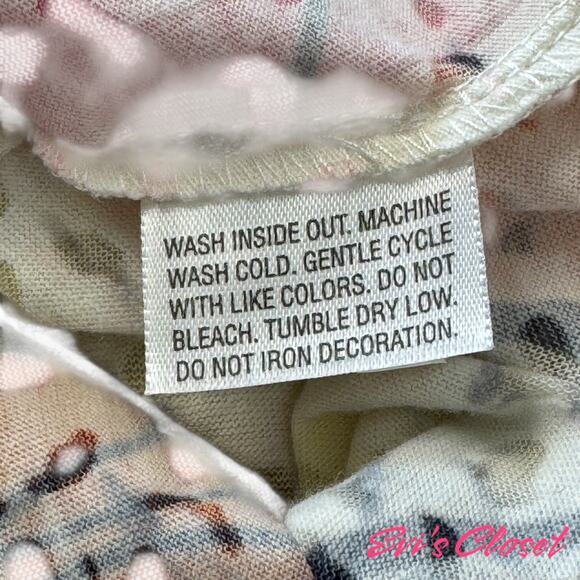 WASH INSIDE OUT. MACHINE
WASH COLD. GENTLE CYCLE
WITH LIKE COLORS. DO NOT
BLEACH. TUMBLE DRY LOW.
DO NOT IRON DECORATION.
Evi's Closet